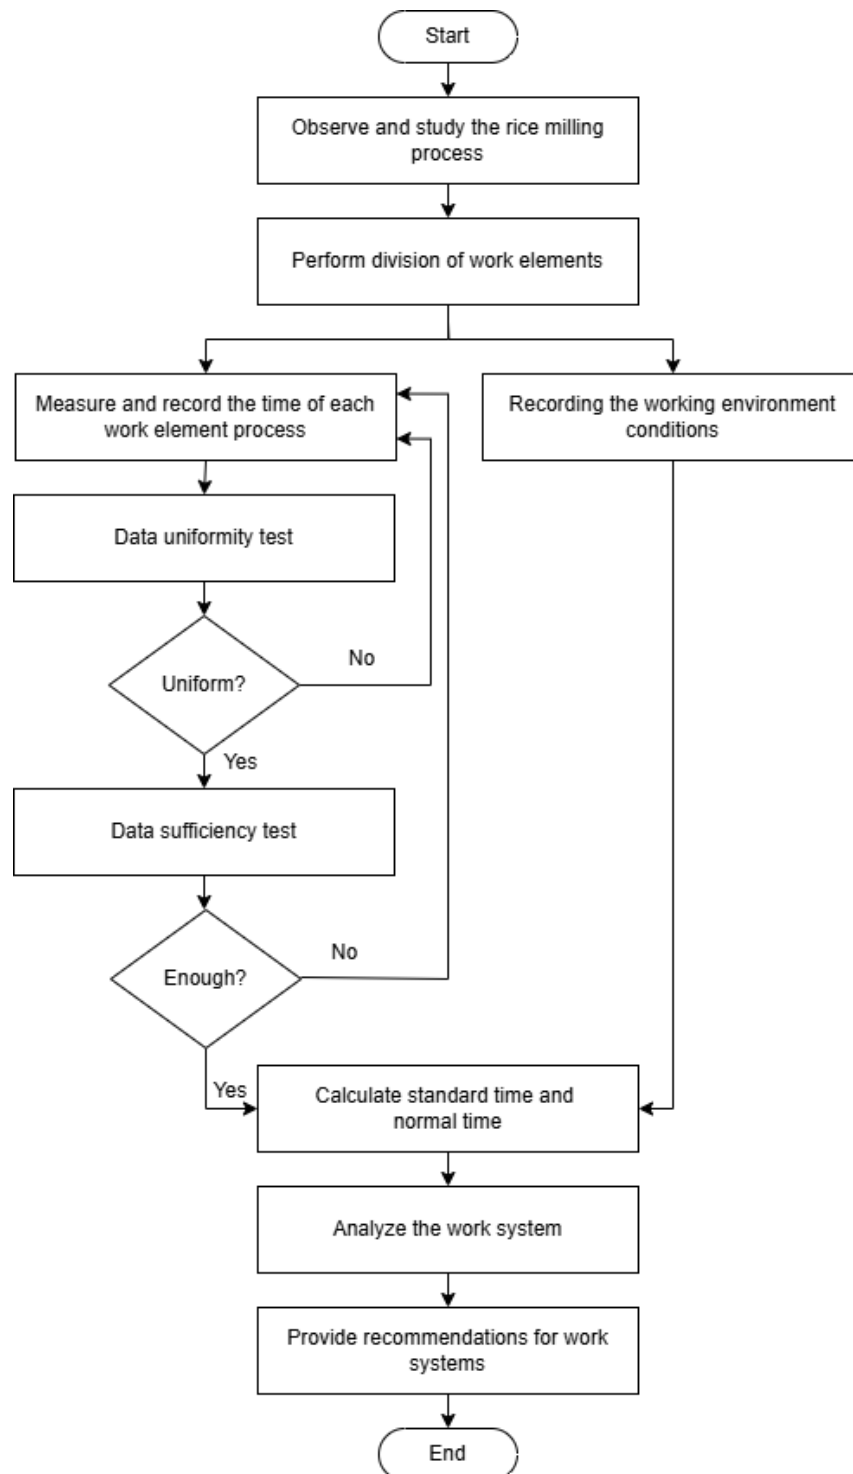 Start
Observe and study the rice milling
process
Perform division of work elements
Measure and record the time of each
work element process
Recording the working environment
conditions
Data uniformity test
Uniform?
No
Yes
Data sufficiency test
Enough?
No
Yes
Calculate standard time and
normal time
Analyze the work system
Provide recommendations for work
systems
End